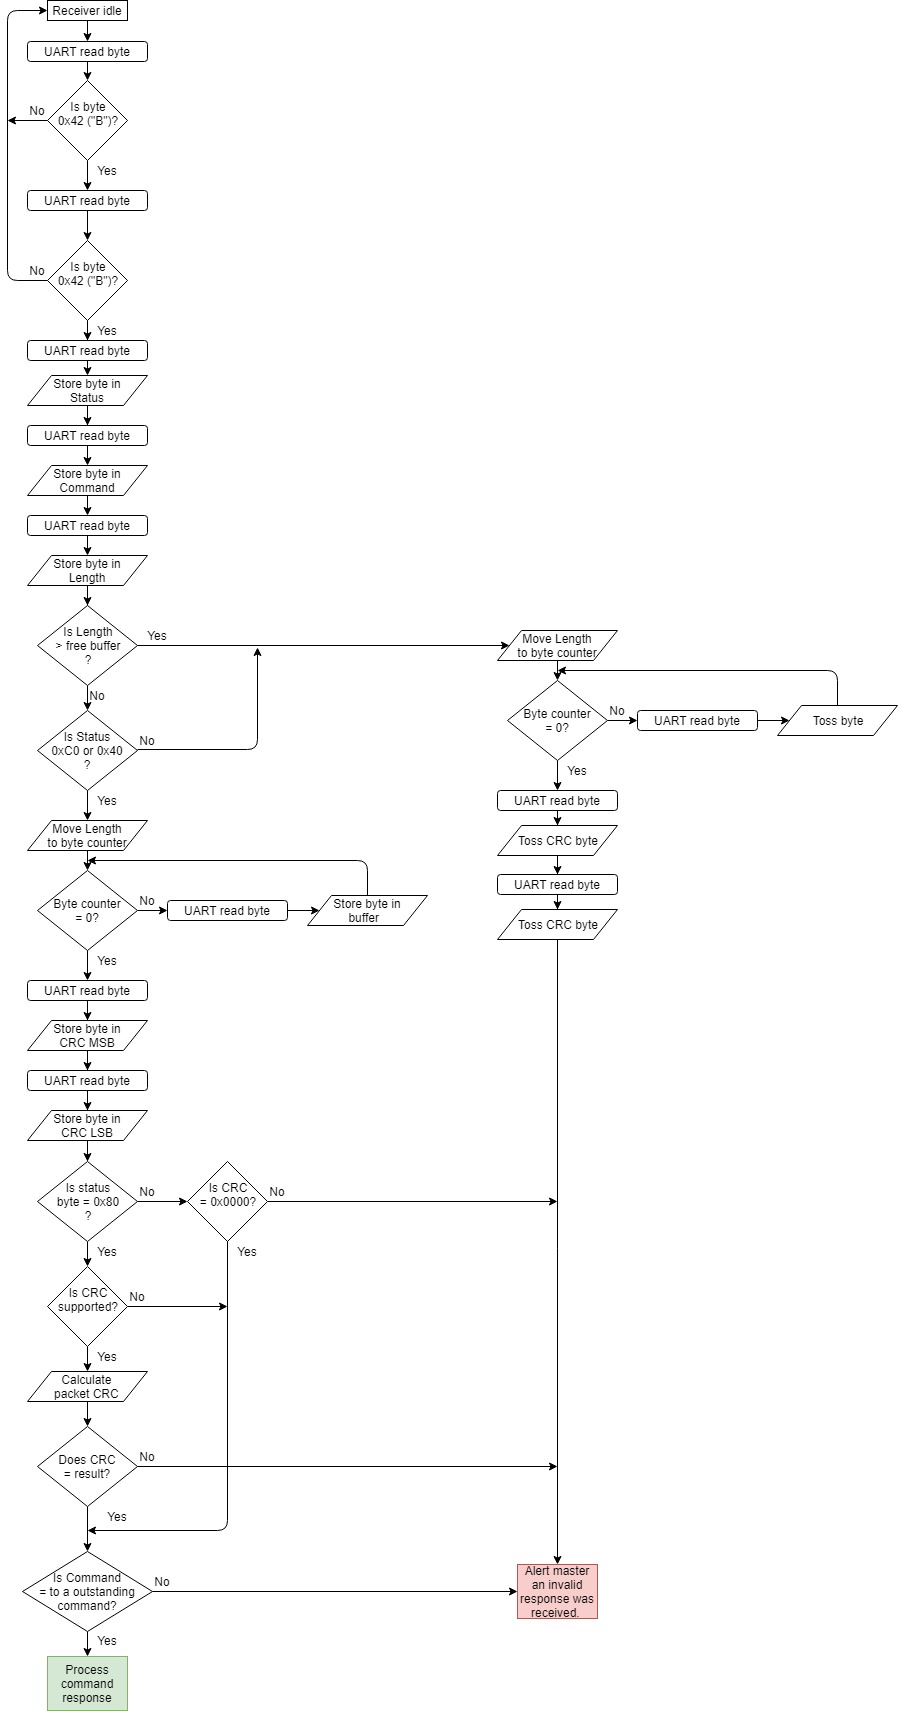 Receiver idle
UART read byte
Is byte
0x42 ("B")?
No
Yes
UART read byte
Is byte
0x42 ("B")?
No
Yes
UART read byte
Store byte in
Status
UART read byte
Store byte in
Command
UART read byte
Store byte in
Length
Is Length
> free buffer
?
Yes
No
Is Status
0xC0 or 0x40
?
No
Yes
Move Length
to byte counter
Byte counter
= 0?
No
UART read byte
Store byte in
buffer
Yes
UART read byte
Store byte in
CRC MSB
UART read byte
Store byte in
CRC LSB
Is status
byte = 0x80
?
No
Is CRC
= 0x0000?
No
Yes
Yes
Is CRC
supported?
No
Yes
Calculate
packet CRC
Does CRC
= result?
No
Yes
Is Command
= to a outstanding
command?
No
Yes
Process
command
response
Move Length
to byte counter
Byte counter
= 0?
No
UART read byte
Toss byte
Yes
UART read byte
Toss CRC byte
UART read byte
Toss CRC byte
Alert master
an invalid
response was
received.